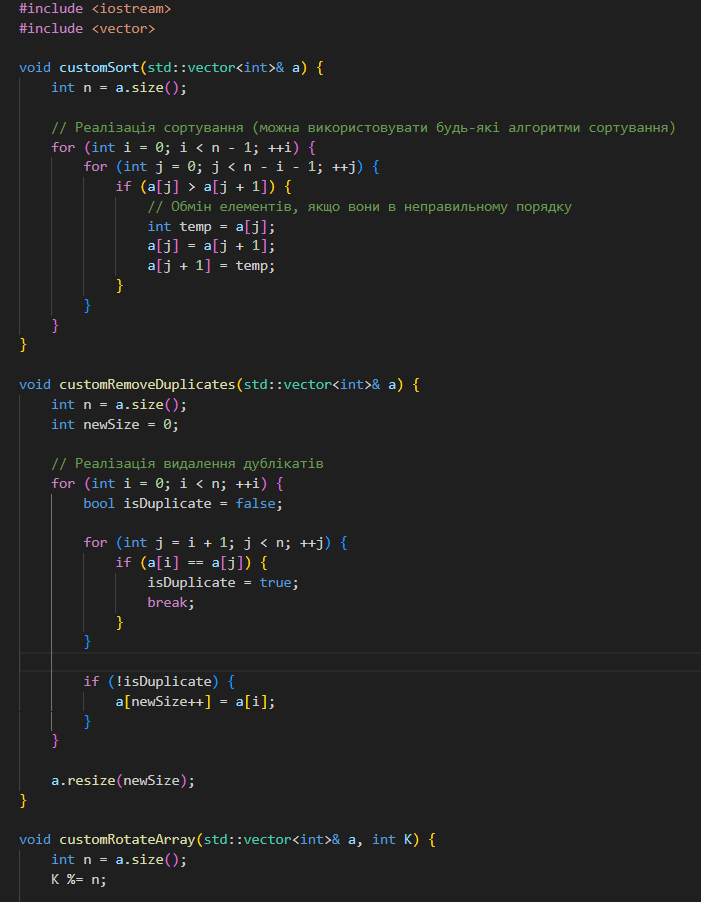 #include <iostream>
#include <vector>

void customSort(std::vector<int>& a) {
    int n = a.size();

    // Реалізація сортування (можна використовувати будь-які алгоритми сортування)
    for (int i = 0; i < n - 1; ++i) {
        for (int j = 0; j < n - i - 1; ++j) {
            if (a[j] > a[j + 1]) {
                // Обмін елементів, якщо вони в неправильному порядку
                int temp = a[j];
                a[j] = a[j + 1];
                a[j + 1] = temp;
            }
        }
    }
}

void customRemoveDuplicates(std::vector<int>& a) {
    int n = a.size();
    int newSize = 0;

    // Реалізація видалення дублікатів
    for (int i = 0; i < n; ++i) {
        bool isDuplicate = false;

        for (int j = i + 1; j < n; ++j) {
            if (a[i] == a[j]) {
                isDuplicate = true;
                break;
            }
        }

        if (!isDuplicate) {
            a[newSize++] = a[i];
        }
    }

    a.resize(newSize);
}

void customRotateArray(std::vector<int>& a, int K) {
    int n = a.size();
    K %= n;